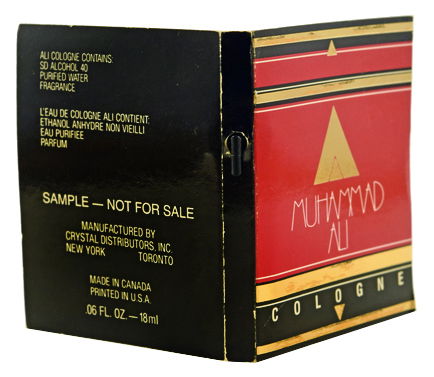 ALI COLOGNE CONTAINS:
SD ALCOHOL 40
PURIFIED WATER
FRAGRANCE
L'EAU DE COLOGNE ALI CONTIENT:
ETHANOL ANHYDRE NON VIEILLI
EAU PURIFIEE
PARFUM
SAMPLE — NOT FOR SALE
MANUFACTURED BY
CRYSTAL DISTRIBUTORS, INC.
NEW YORK TORONTO
MADE IN CANADA
PRINTED IN U.S.A.
.06 FL. OZ.—18ml
MUHAMMAD
ALI
COLOGNE